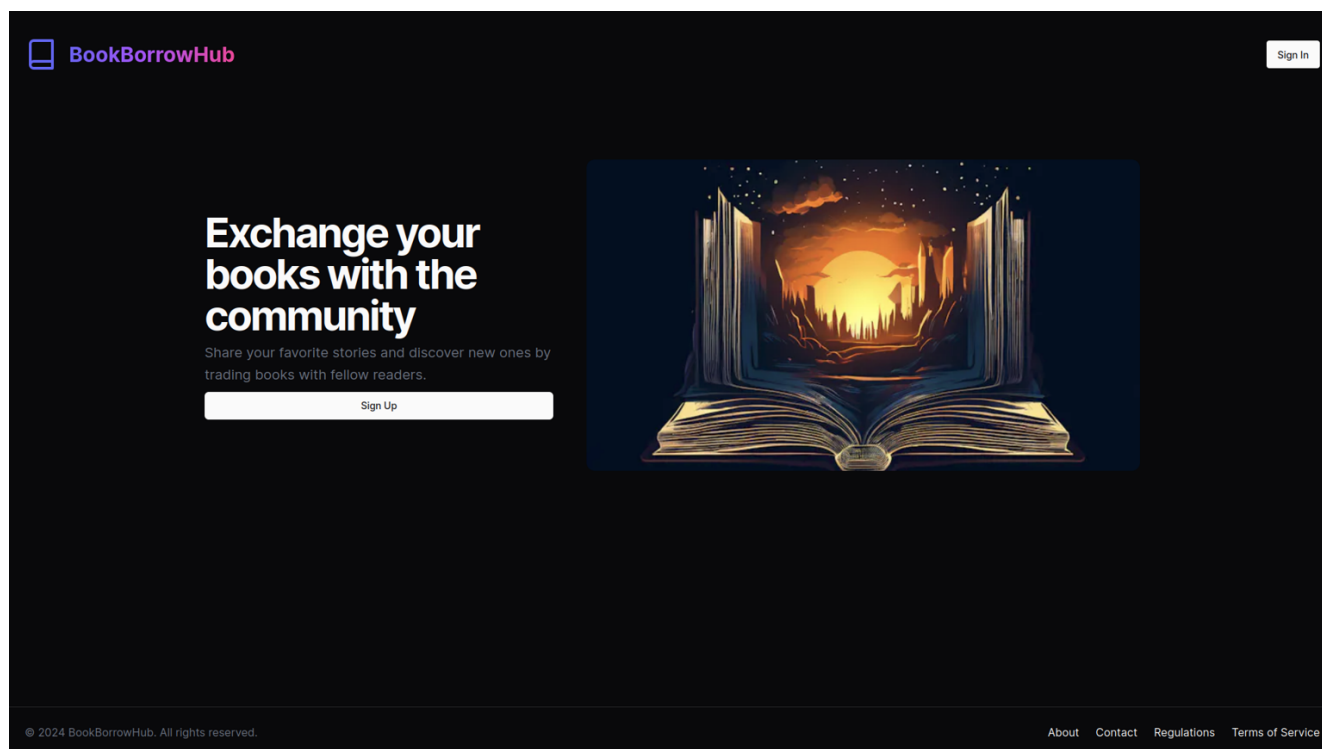 BookBorrowHub
Sign In
Exchange your
books with the
community
Share your favorite stories and discover new ones by
trading books with fellow readers.
Sign Up
© 2024 BookBorrowHub. All rights reserved.
About Contact Regulations Terms of Service